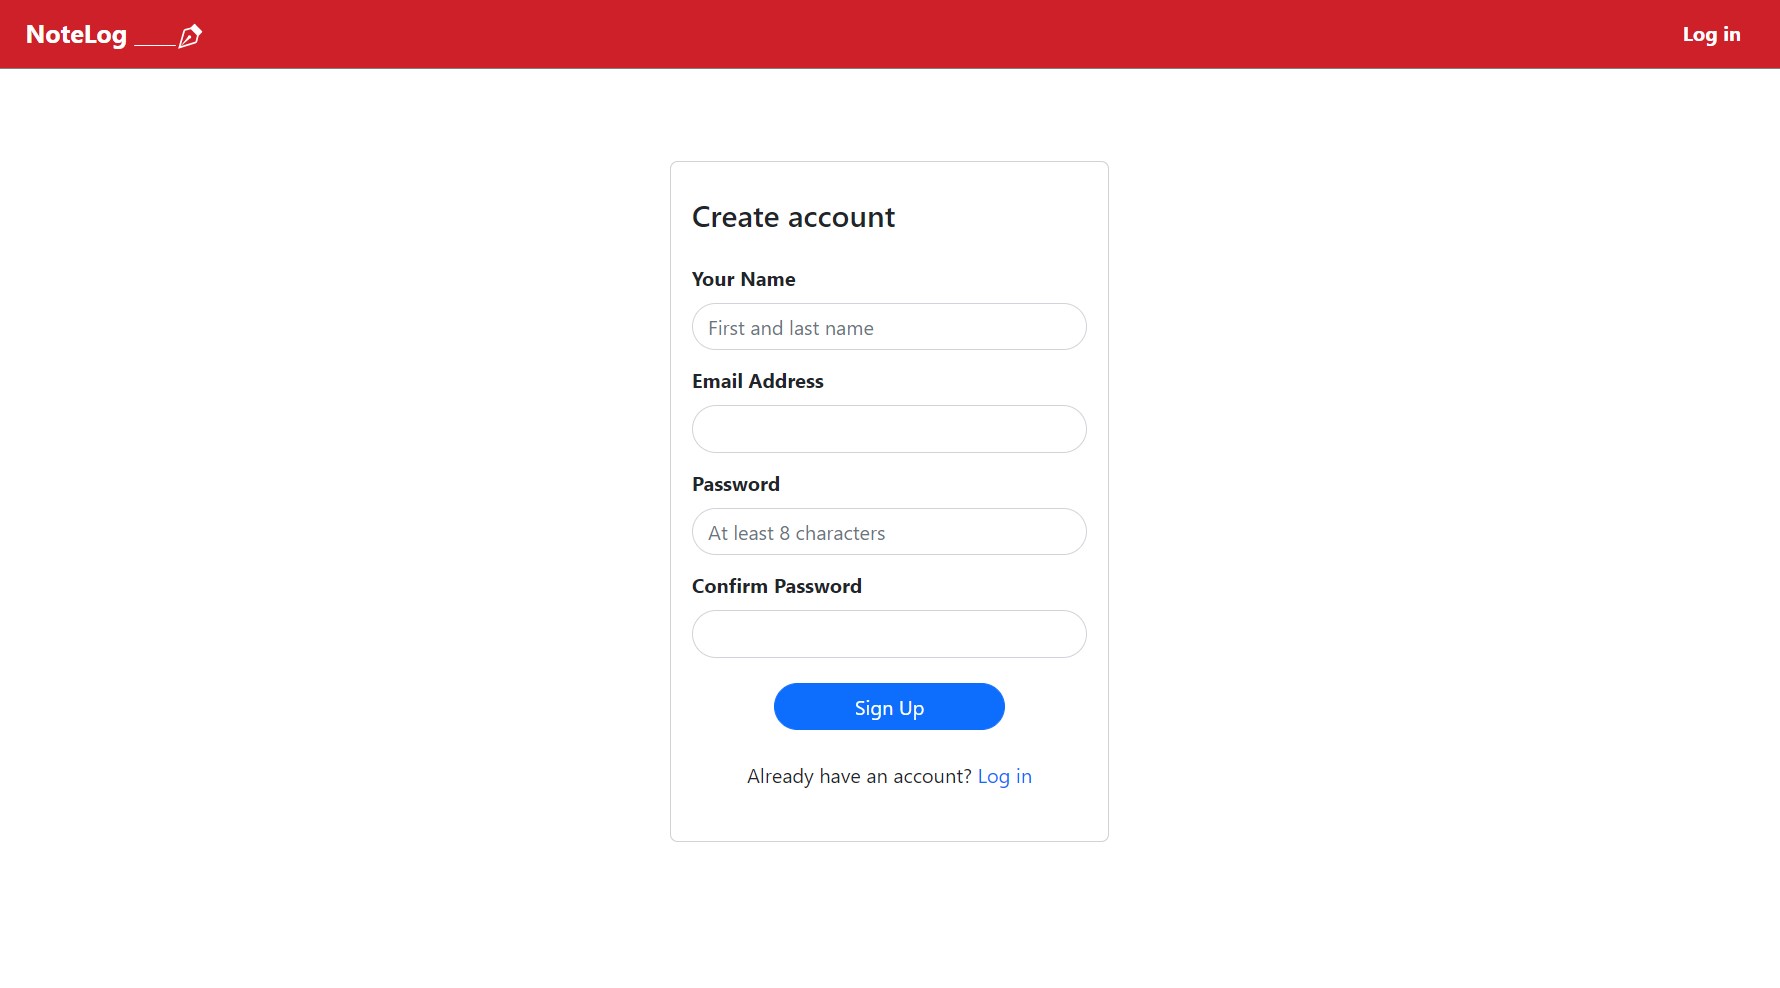 NoteLog ____
Log in
Create account
Your Name
First and last name
Email Address
Password
At least 8 characters
Confirm Password
Sign Up
Already have an account? Log in